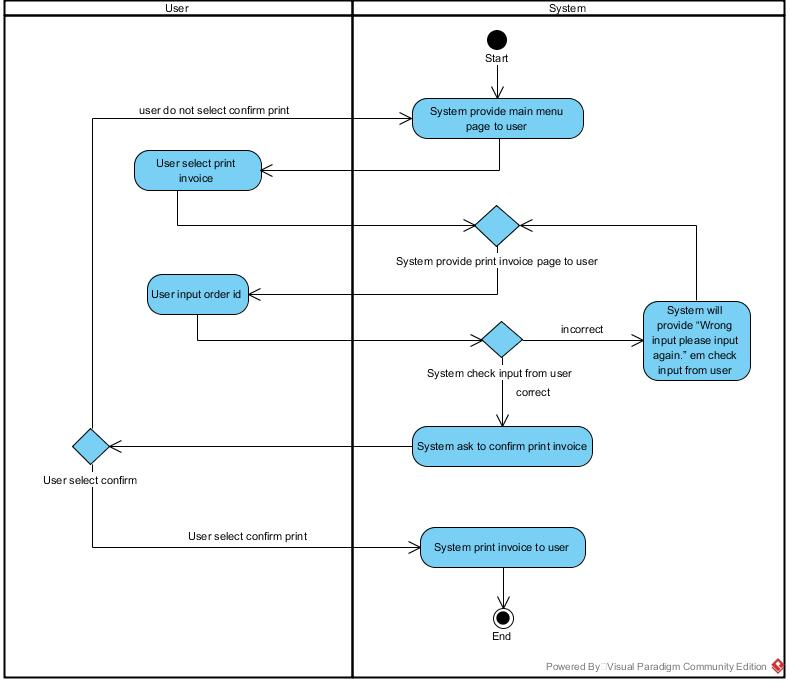 User
System
Start
user do not select confirm print
System provide main menu
page to user
User select print
invoice
System provide print invoice page to user
User input order id
System will
provide “Wrong
input please input
again.” em check
input from user
incorrect
System check input from user
correct
System ask to confirm print invoice
User select confirm
User select confirm print
System print invoice to user
End
Powered By Visual Paradigm Community Edition